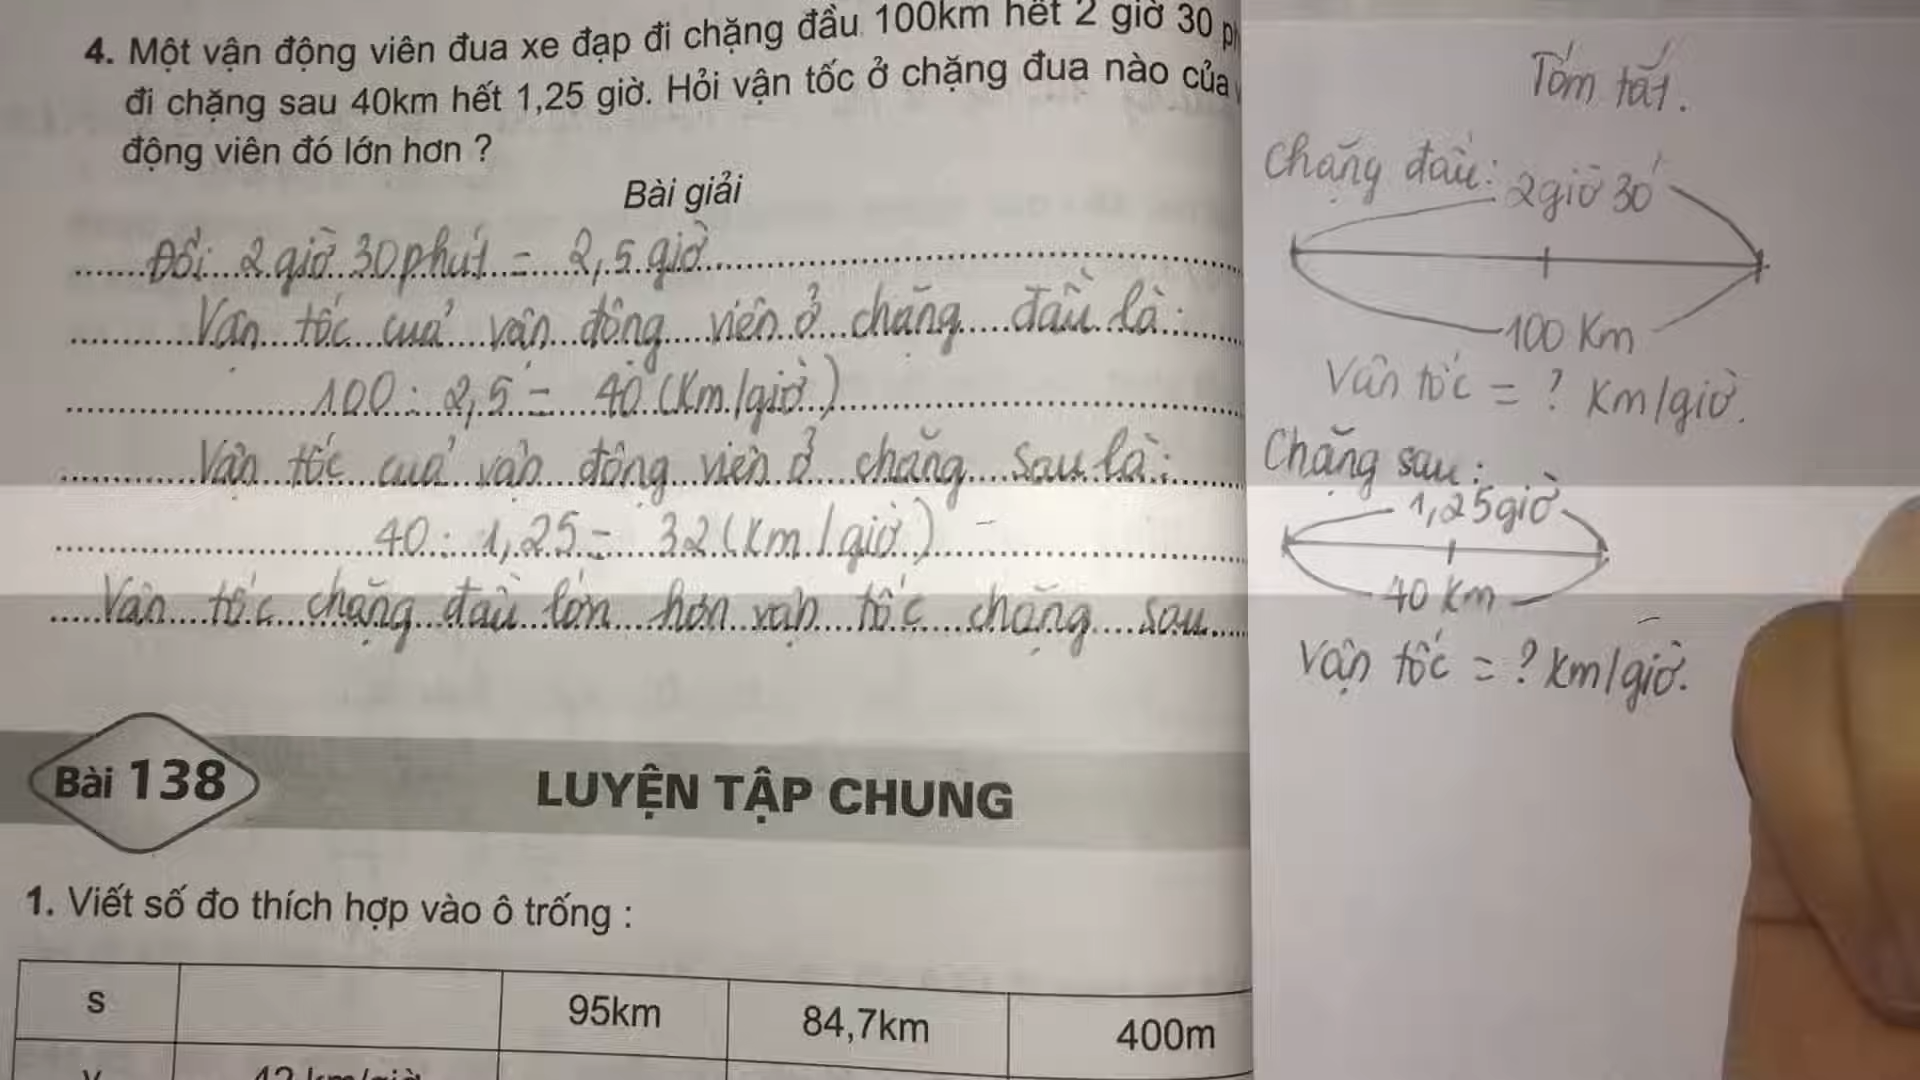 4. Một vận động viên đua xe đạp đi chặng đầu 100km hết 2 giờ 30
đi chặng sau 40km hết 1,25 giờ. Hỏi vận tốc ở chặng đua nào của
động viên đó lớn hơn ?
Bài giải
Đổi: 2 giờ 30 phút = 2,5 giờ
Vận tốc của vận động viên ở chặng đầu là:
100 : 2,5 = 40 (Km/giờ)
Vận tốc của vận động viên ở chặng sau là:
40 : 1,25 = 32 (Km/giờ)
Vận tốc chặng đầu lớn hơn vận tốc chặng sau
Bài 138
LUYỆN TẬP CHUNG
1. Viết số đo thích hợp vào ô trống :
s 95km 84,7km 400m
v 42 km/giờ
Tóm tắt.
Chặng đầu:
2 giờ 30'
100 Km
Vận tốc = ? Km/giờ.
Chặng sau:
1,25 giờ
40 Km
Vận tốc = ? Km/giờ.